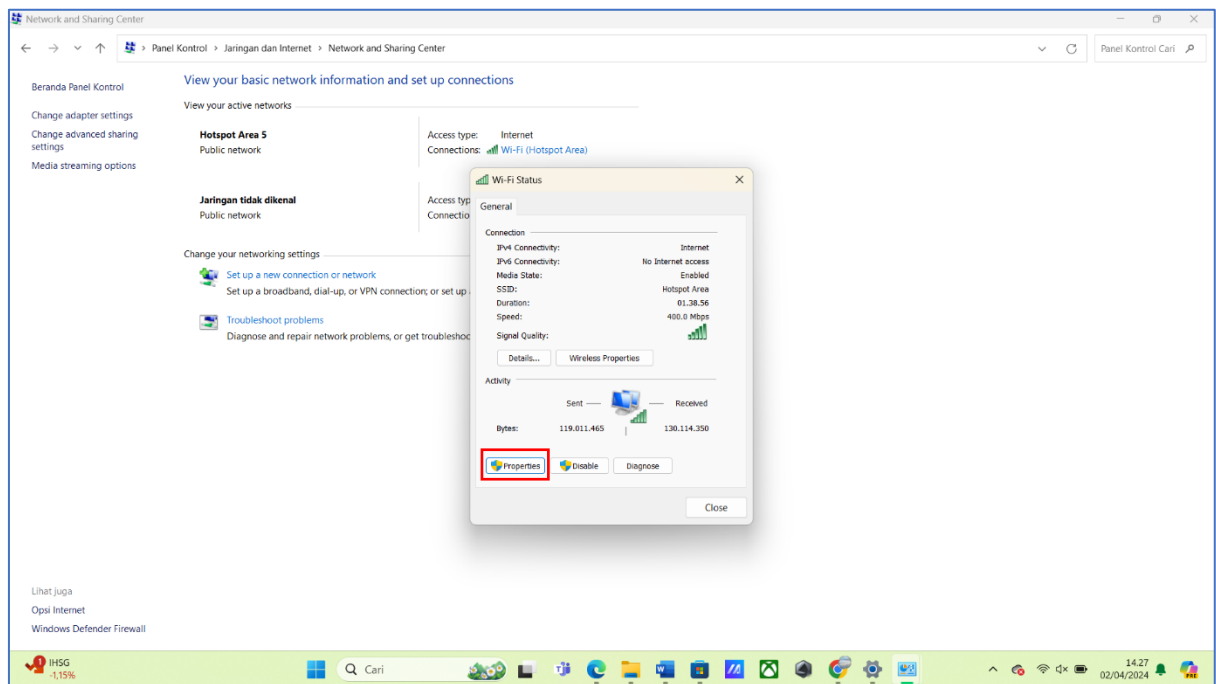 Network and Sharing Center
Panel Kontrol > Jaringan dan Internet > Network and Sharing Center
Panel Kontrol Cari
Beranda Panel Kontrol
Change adapter settings
Change advanced sharing
settings
Media streaming options
View your basic network information and set up connections
View your active networks
Hotspot Area 5
Public network
Access type: Internet
Connections: Wi-Fi (Hotspot Area)
Jaringan tidak dikenal
Public network
Access typ
Connectio
Change your networking settings
Set up a new connection or network
Set up a broadband, dial-up, or VPN connection; or set up
Troubleshoot problems
Diagnose and repair network problems, or get troubleshoo
Wi-Fi Status
General
Connection
IPv4 Connectivity: Internet
IPv6 Connectivity: No Internet access
Media State: Enabled
SSID: Hotspot Area
Duration: 01.38.56
Speed: 400.0 Mbps
Signal Quality:
Details... Wireless Properties
Activity
Sent Received
Bytes: 119.011.465 130.114.350
Properties Disable Diagnose
Close
Lihat juga
Opsi Internet
Windows Defender Firewall
1
IHSG
-1,15%
Cari
14.27
02/04/2024
PRE